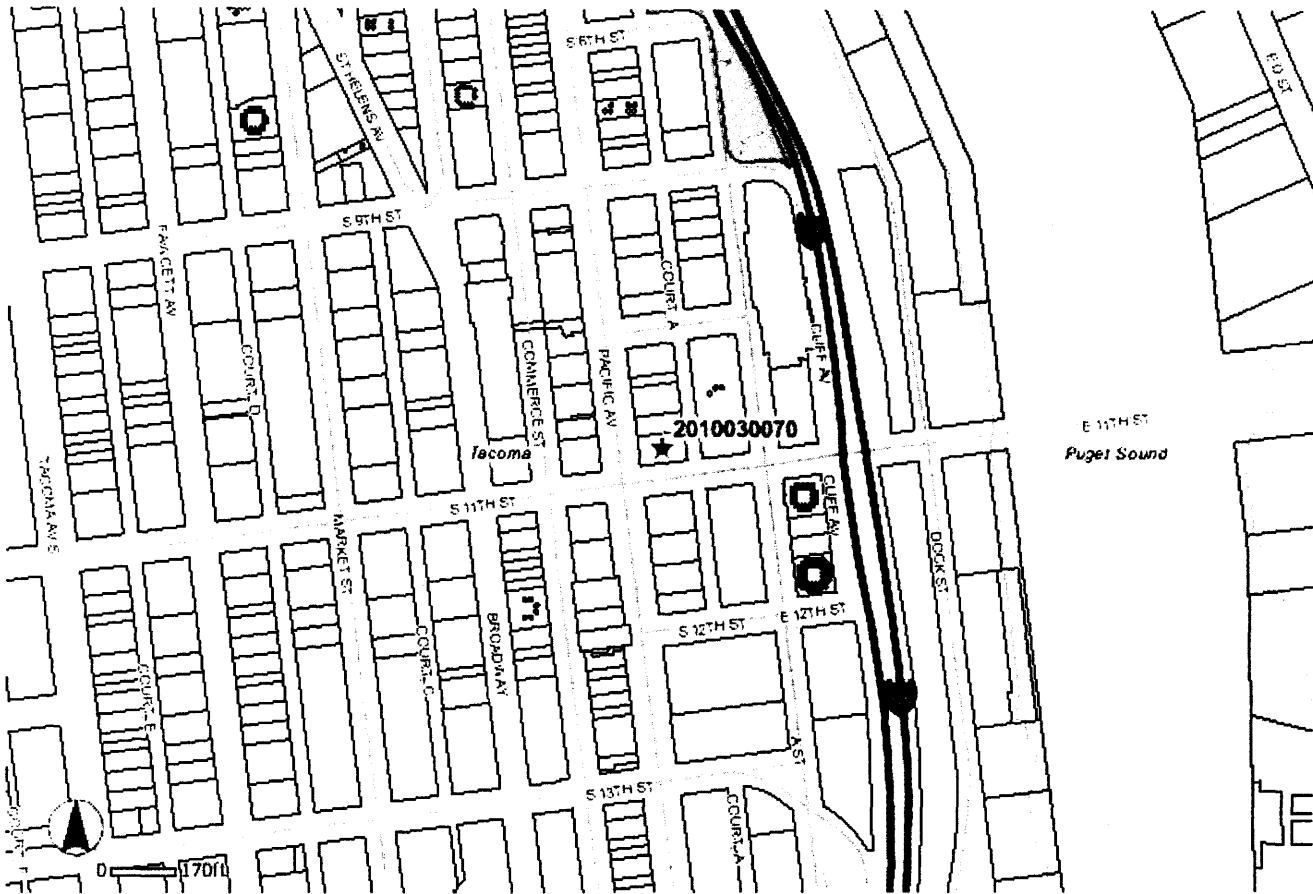 S 6TH ST
ST HELENS AV
S 9TH ST
FAWCETT AV
COURT A
CLIFF AV
COURT D
COMMERCE ST
PACIFIC AV
2010030070
E 11TH ST
Puget Sound
Tacoma
TACOMA AV S
S 11TH ST
CLIFF AV
MARKET ST
DOCK ST
S 12TH ST
E 12TH ST
BROADWAY
COURT C
COURT E
A ST
S 13TH ST
COURT A
0 170ft